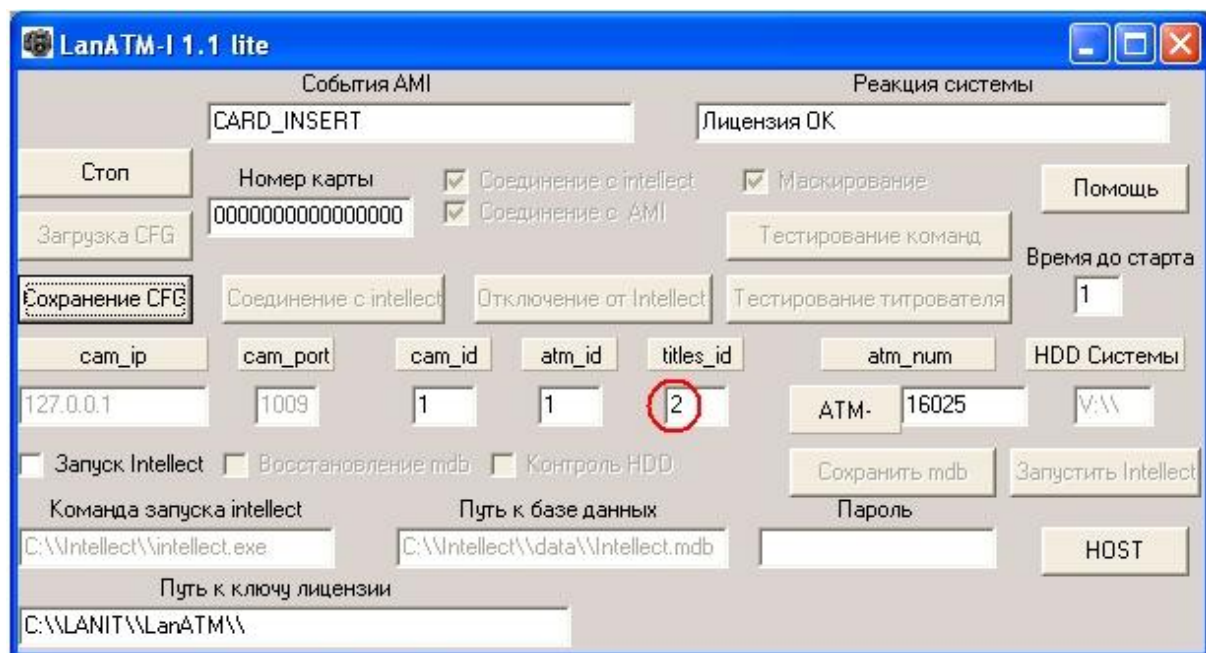 LanATM-I 1.1 lite
События AMI Реакция системы
CARD_INSERT Лицензия ОК
Стоп Номер карты Соединение с intellect Маскирование Помощь
0000000000000000 Соединение с AMI
Загрузка CFG Тестирование команд
Время до старта
Сохранение CFG Соединение с intellect Отключение от Intellect Тестирование титрователя 1
cam_ip cam_port cam_id atm_id titles_id atm_num HDD Системы
127.0.0.1 1009 1 1 2 ATM- 16025 V:\\
Запуск Intellect Восстановление mdb Контроль HDD Сохранить mdb Запустить Intellect
Команда запуска intellect Путь к базе данных Пароль
C:\\Intellect\\intellect.exe C:\\Intellect\\data\\Intellect.mdb HOST
Путь к ключу лицензии
C:\\LANIT\\LanATM\\